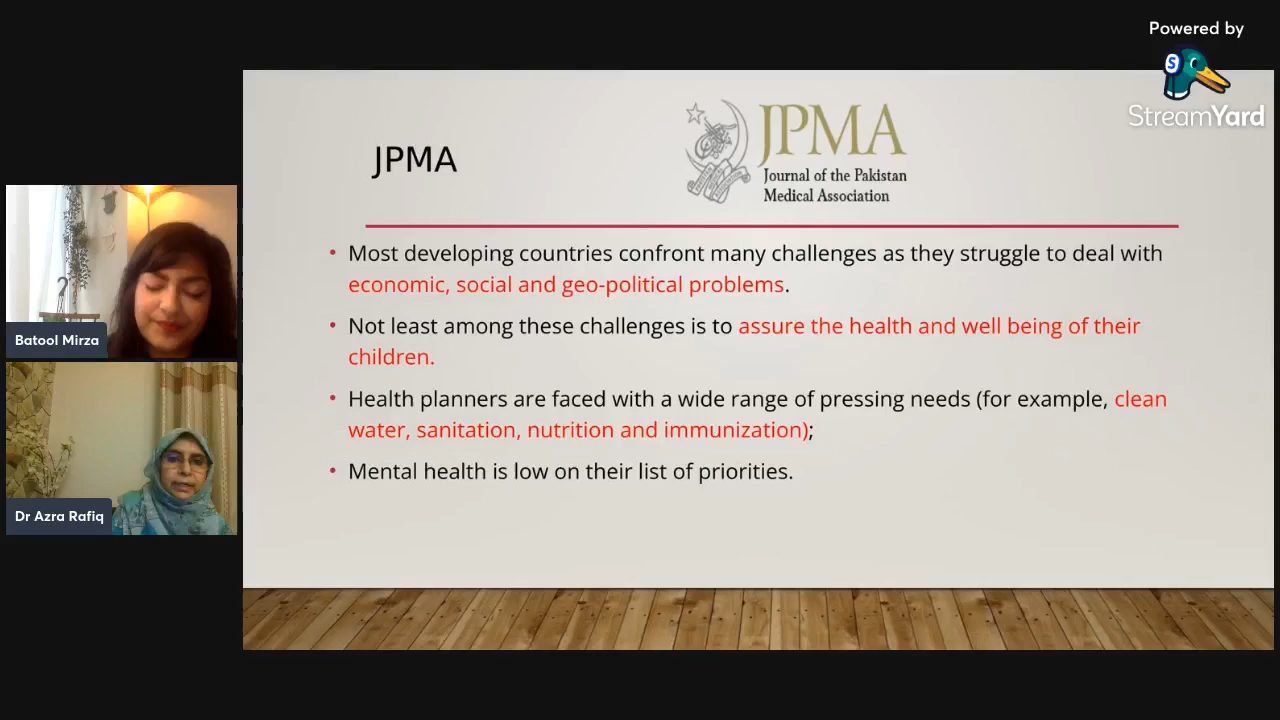 Powered by
S
StreamYard
JPMA
JPMA
Journal of the Pakistan
Medical Association
• Most developing countries confront many challenges as they struggle to deal with
economic, social and geo-political problems.
• Not least among these challenges is to assure the health and well being of their
children.
• Health planners are faced with a wide range of pressing needs (for example, clean
water, sanitation, nutrition and immunization);
• Mental health is low on their list of priorities.
Batool Mirza
Dr Azra Rafiq